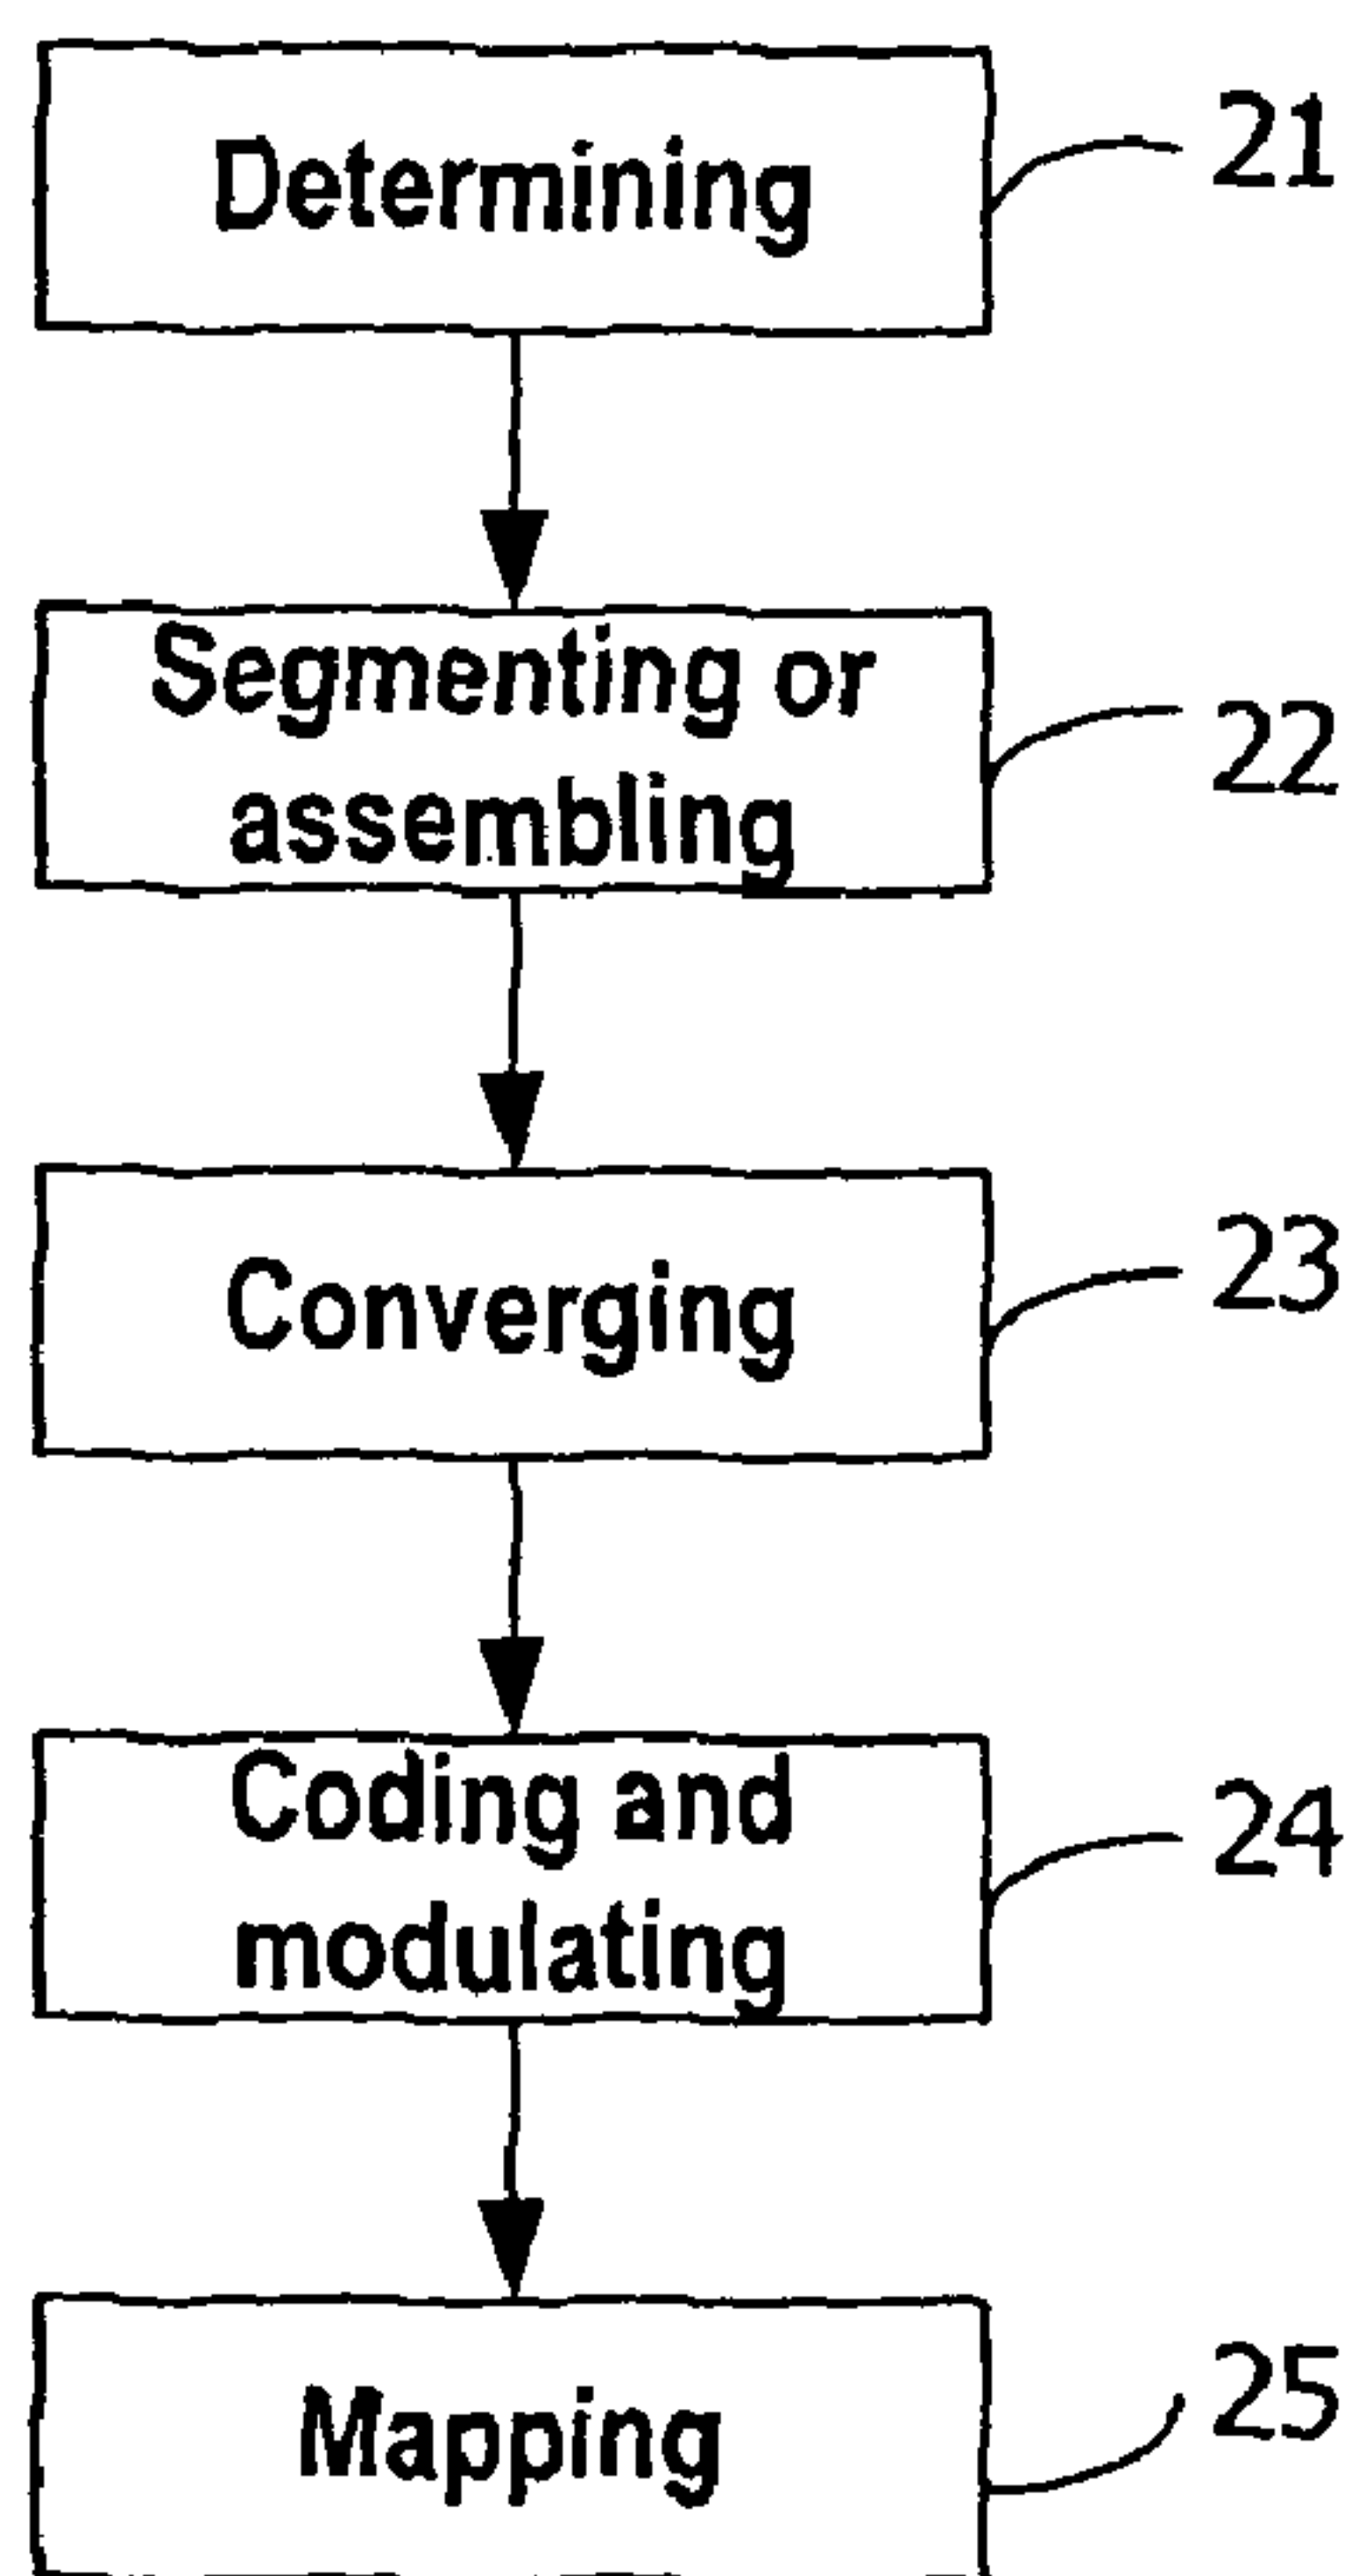 Determining
21
Segmenting or
assembling
22
Converging
23
Coding and
modulating
24
Mapping
25